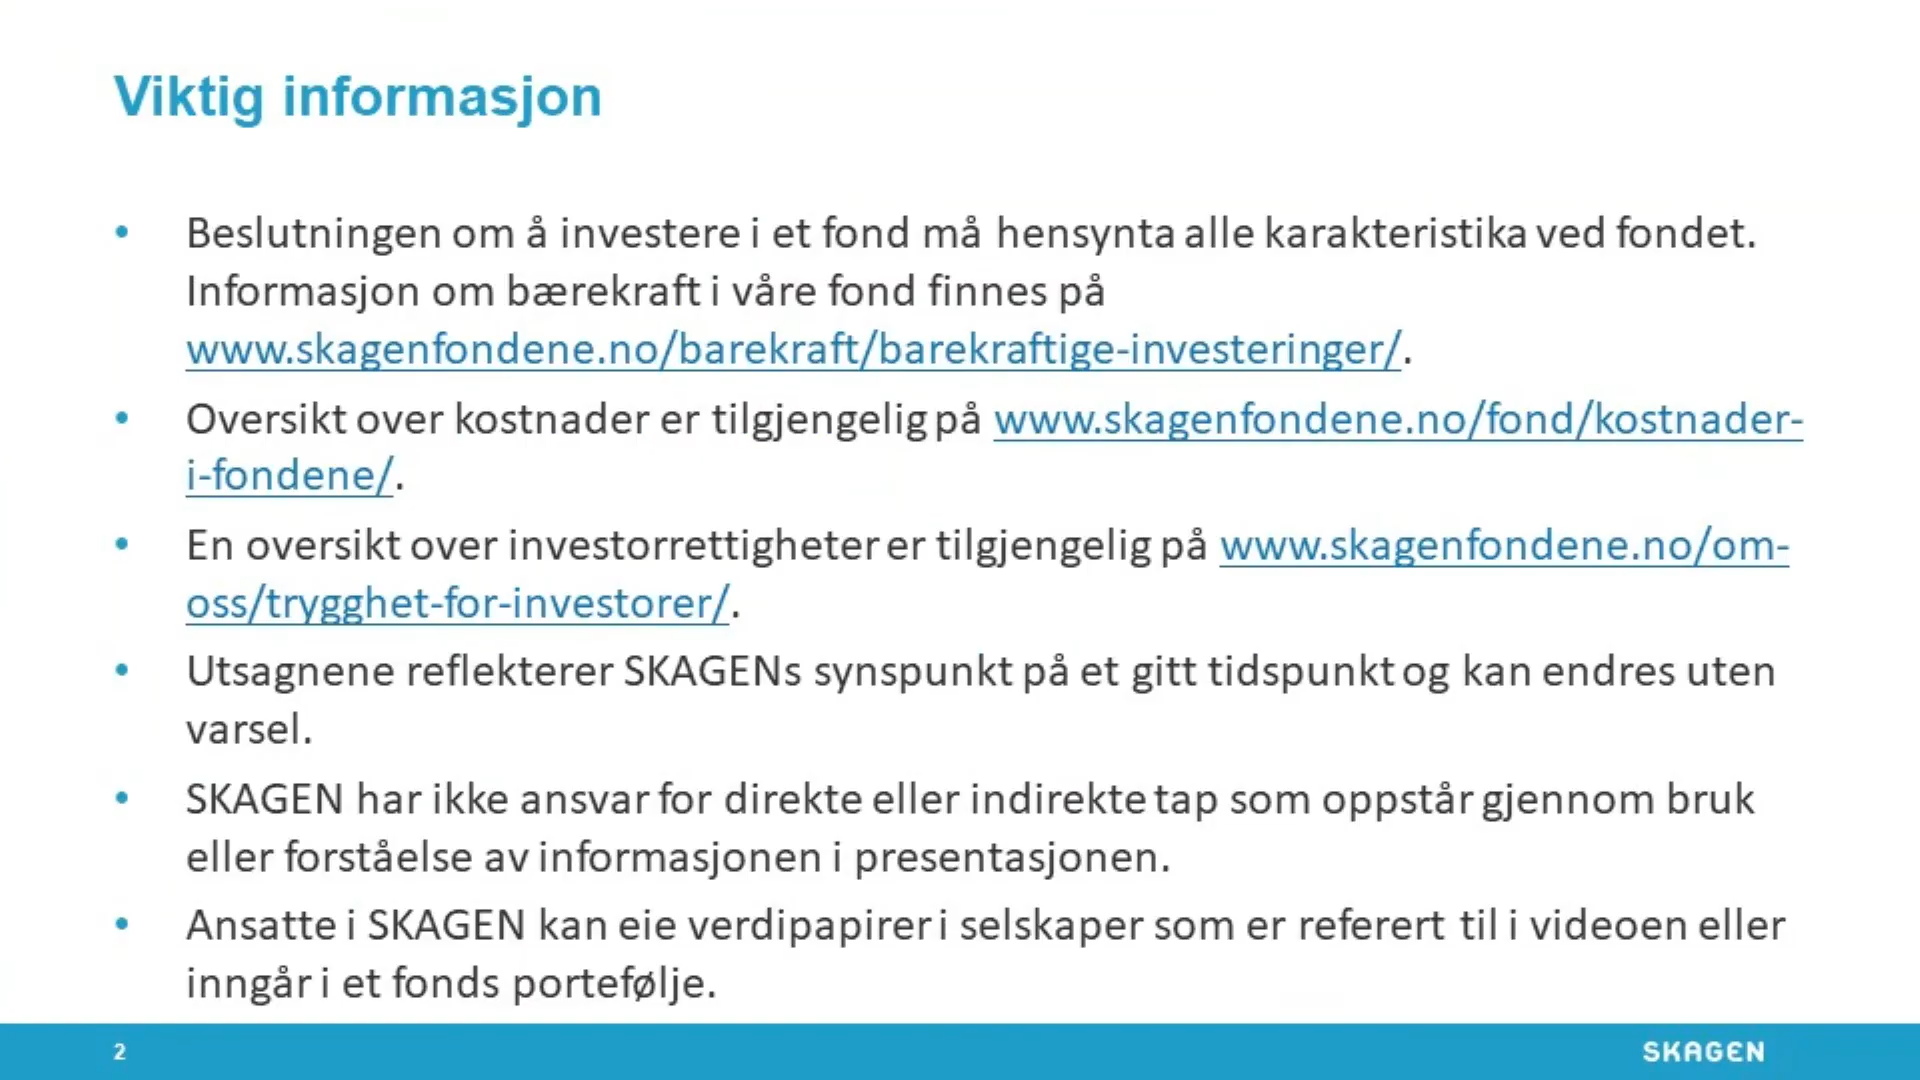 Viktig informasjon
• Beslutningen om å investere i et fond må hensynta alle karakteristika ved fondet.
Informasjon om bærekraft i våre fond finnes på
www.skagenfondene.no/barekraft/barekraftige-investeringer/.
• Oversikt over kostnader er tilgjengelig på www.skagenfondene.no/fond/kostnader-
i-fondene/.
• En oversikt over investorrettigheter er tilgjengelig på www.skagenfondene.no/om-
oss/trygghet-for-investorer/.
• Utsagnene reflekterer SKAGENs synspunkt på et gitt tidspunkt og kan endres uten
varsel.
• SKAGEN har ikke ansvar for direkte eller indirekte tap som oppstår gjennom bruk
eller forståelse av informasjonen i presentasjonen.
• Ansatte i SKAGEN kan eie verdipapirer i selskaper som er referert til i videoen eller
inngår i et fonds portefølje.
2
SKAGEN